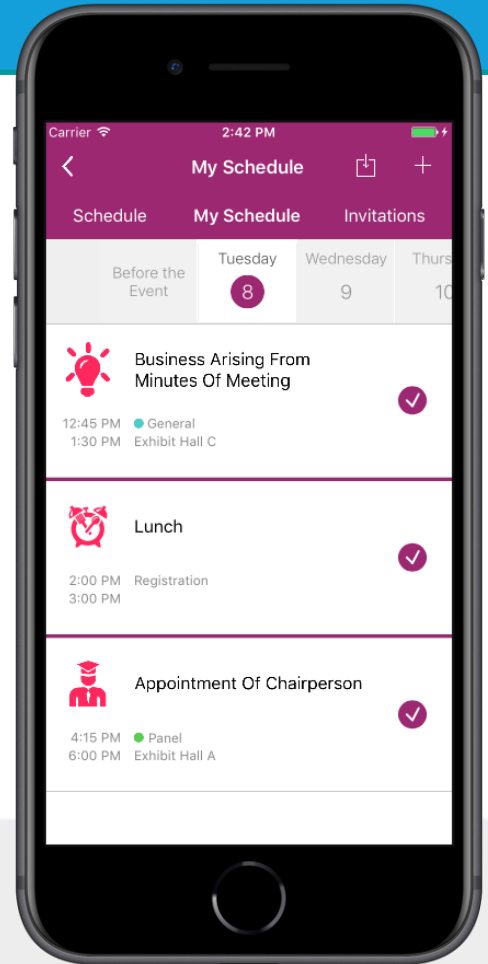 Carrier 2:42 PM
My Schedule
Schedule My Schedule Invitations
Before the Event
Tuesday 8
Wednesday 9
Thurs 10
Business Arising From
Minutes Of Meeting
12:45 PM General
1:30 PM Exhibit Hall C
Lunch
2:00 PM Registration
3:00 PM
Appointment Of Chairperson
4:15 PM Panel
6:00 PM Exhibit Hall A